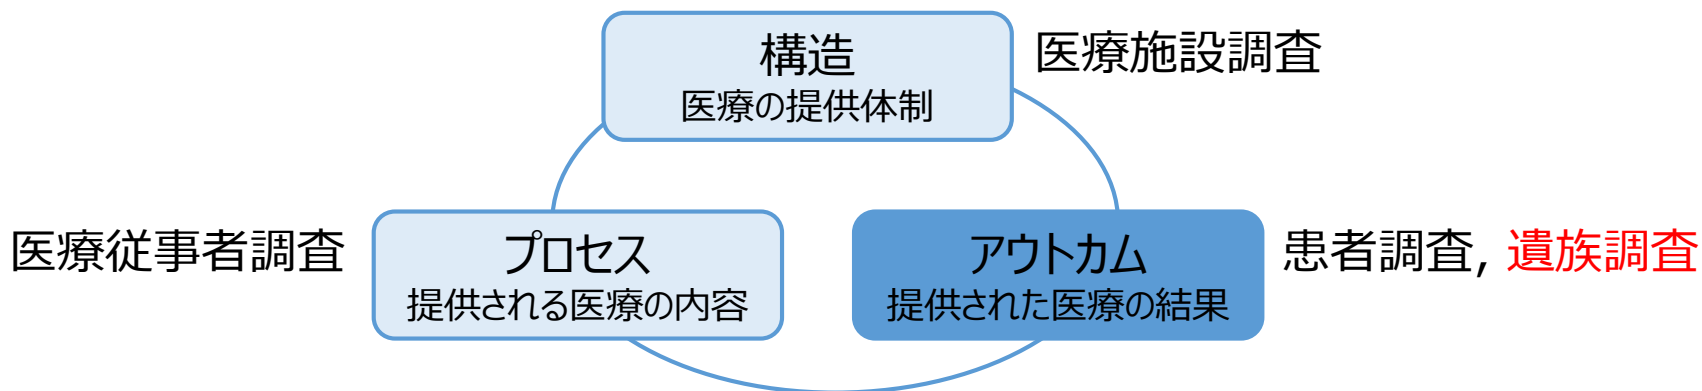 構造
医療の提供体制
医療施設調査
医療従事者調査
プロセス
提供される医療の内容
アウトカム
提供された医療の結果
患者調査, 遺族調査